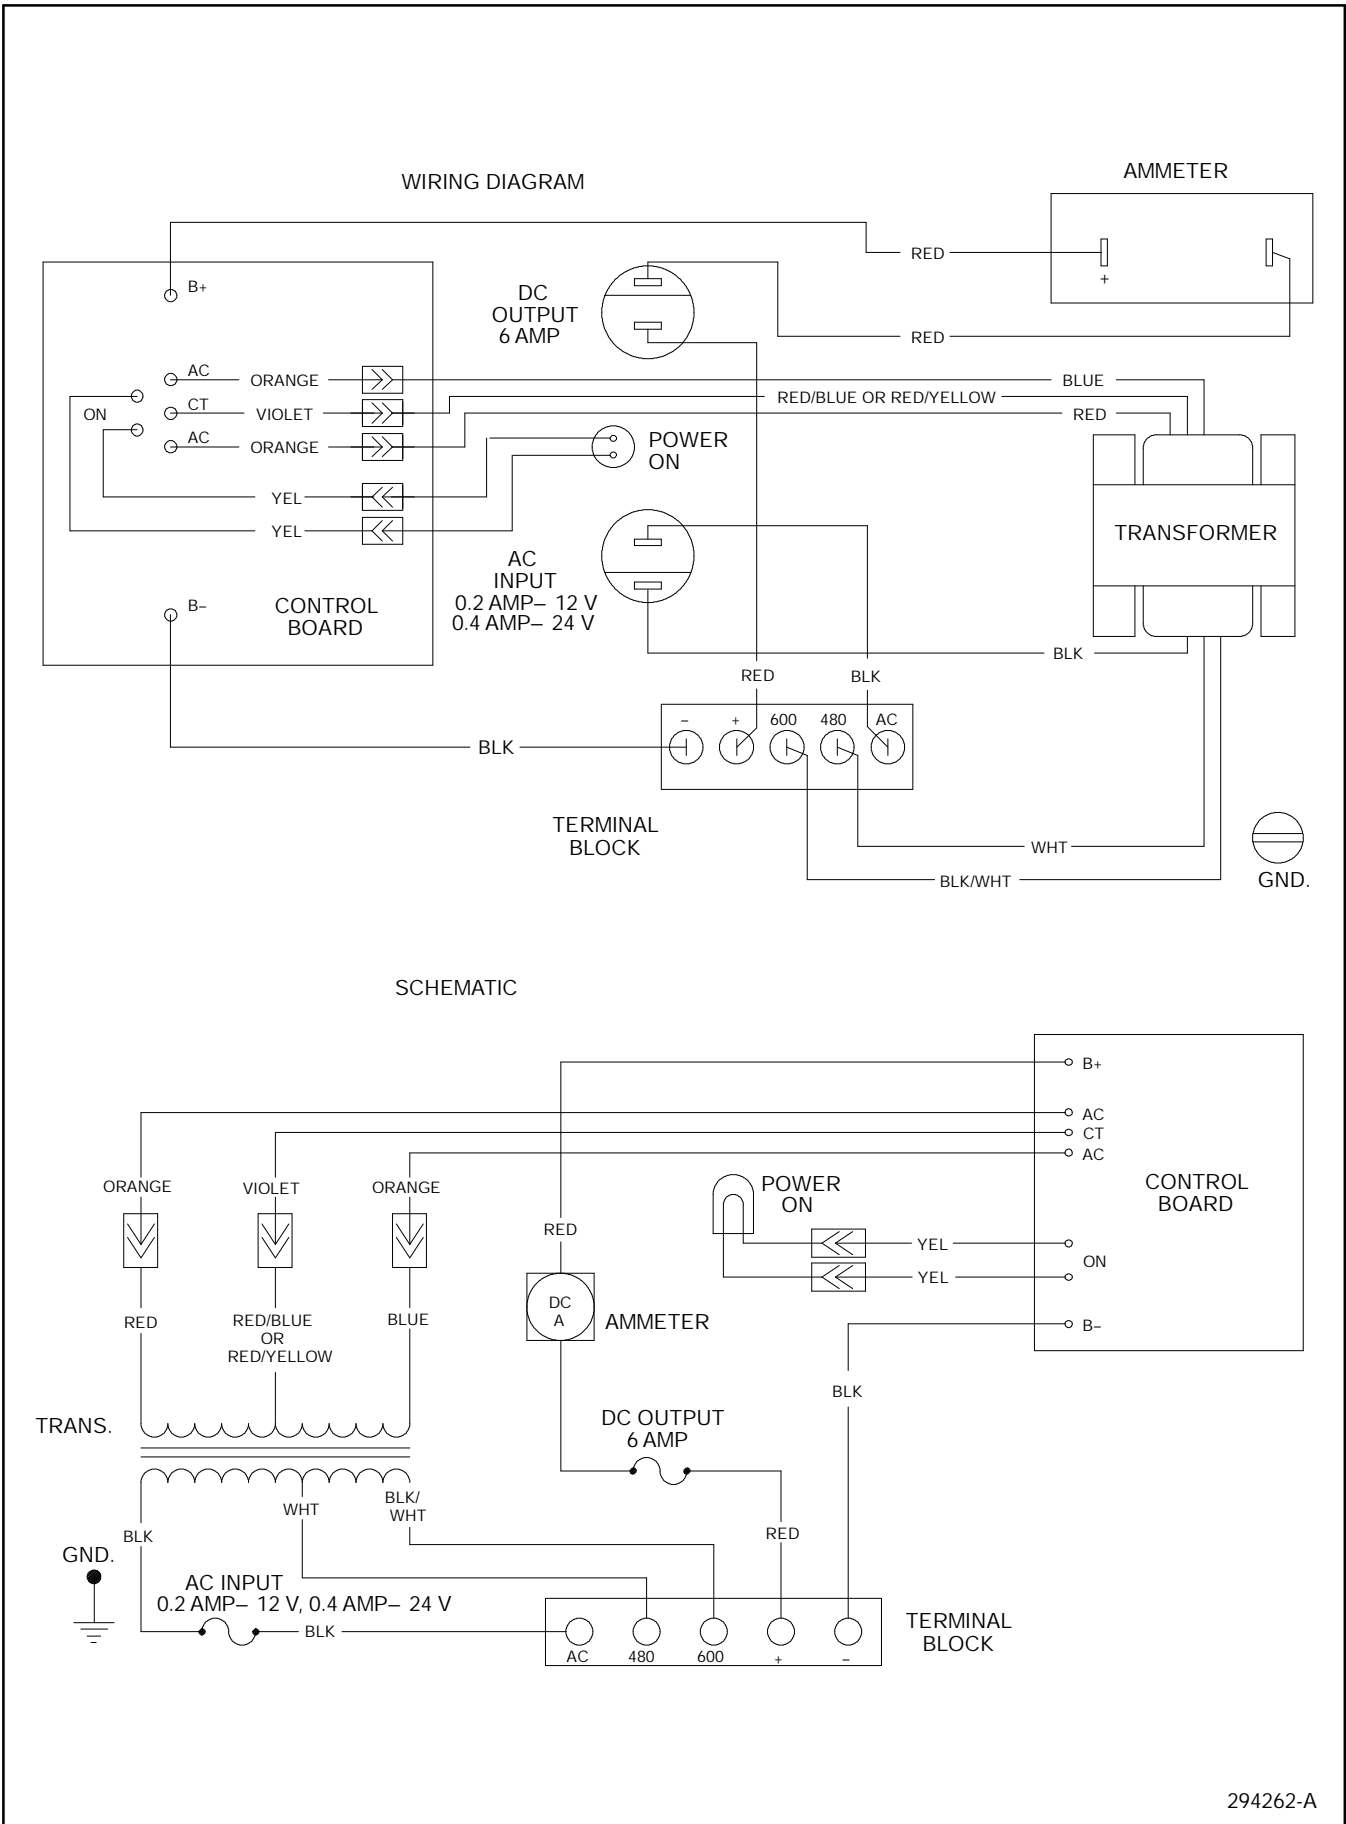 WIRING DIAGRAM
AMMETER
RED
+
B+
DC
OUTPUT
6 AMP
RED
AC
ORANGE
BLUE
CT
VIOLET
RED/BLUE OR RED/YELLOW
ON
AC
ORANGE
RED
POWER
ON
YEL
YEL
TRANSFORMER
AC
INPUT
0.2 AMP– 12 V
0.4 AMP– 24 V
B–
CONTROL
BOARD
BLK
RED
BLK
– + 600 480 AC
BLK
TERMINAL
BLOCK
WHT
BLK/WHT
GND.
SCHEMATIC
B+
AC
CT
AC
CONTROL
BOARD
ORANGE
VIOLET
ORANGE
POWER
ON
RED
YEL
ON
YEL
DC
A
AMMETER
RED
RED/BLUE
OR
RED/YELLOW
BLUE
B–
BLK
TRANS.
DC OUTPUT
6 AMP
WHT
BLK/
WHT
BLK
RED
GND.
AC INPUT
0.2 AMP– 12 V, 0.4 AMP– 24 V
BLK
AC 480 600 + –
TERMINAL
BLOCK
294262-A